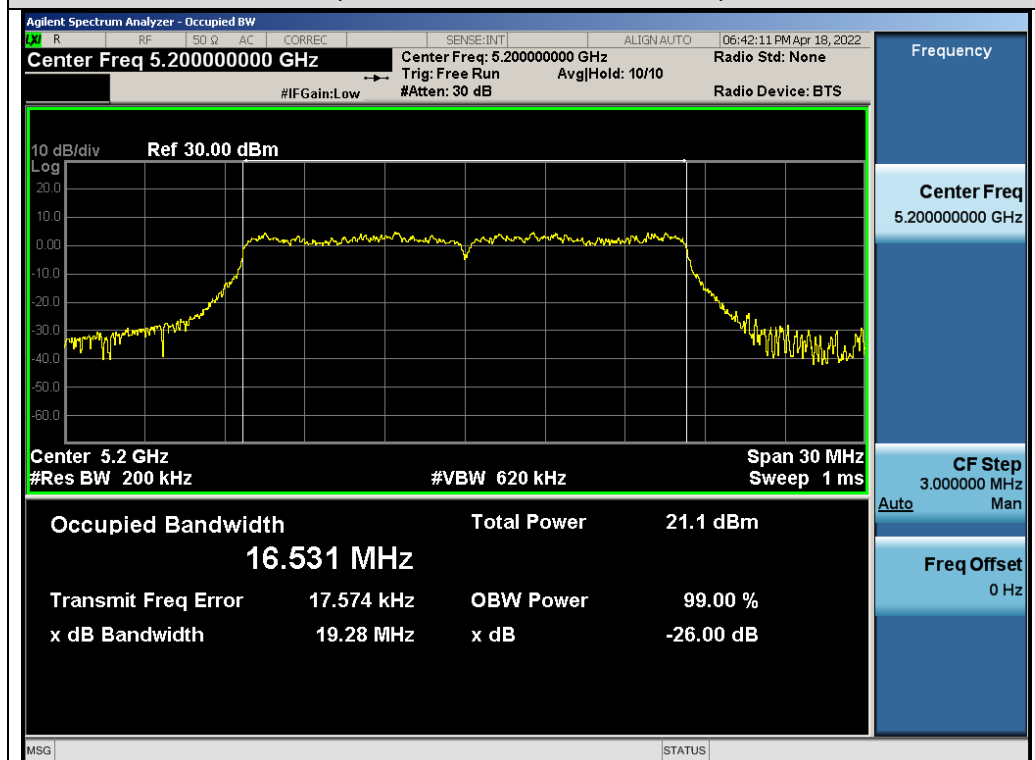 Agilent Spectrum Analyzer - Occupied BW
LXI R RF 50 Ω AC CORREC SENSE:INT ALIGN AUTO 06:42:11 PM Apr 18, 2022
Center Freq 5.200000000 GHz
Center Freq: 5.200000000 GHz
Radio Std: None
Trig: Free Run Avg|Hold: 10/10
#IFGain:Low
#Atten: 30 dB
Radio Device: BTS
10 dB/div Ref 30.00 dBm
Log
20.0
10.0
0.00
-10.0
-20.0
-30.0
-40.0
-50.0
-60.0
Center 5.2 GHz Span 30 MHz
#Res BW 200 kHz #VBW 620 kHz Sweep 1 ms
Occupied Bandwidth Total Power 21.1 dBm
16.531 MHz
Transmit Freq Error 17.574 kHz OBW Power 99.00 %
x dB Bandwidth 19.28 MHz x dB -26.00 dB
Frequency
Center Freq
5.200000000 GHz
CF Step
3.000000 MHz
Auto Man
Freq Offset
0 Hz
MSG STATUS